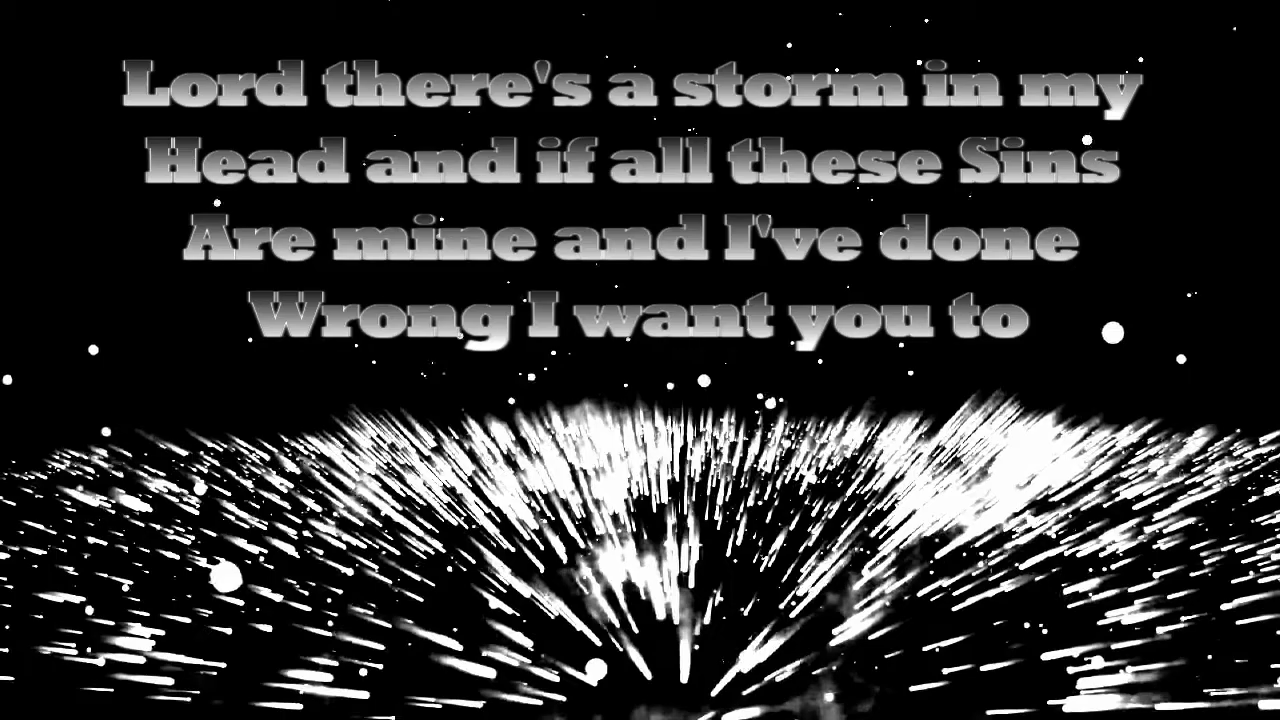 Lord there's a storm in my
Head and if all these Sins
Are mine and I've done
Wrong I want you to